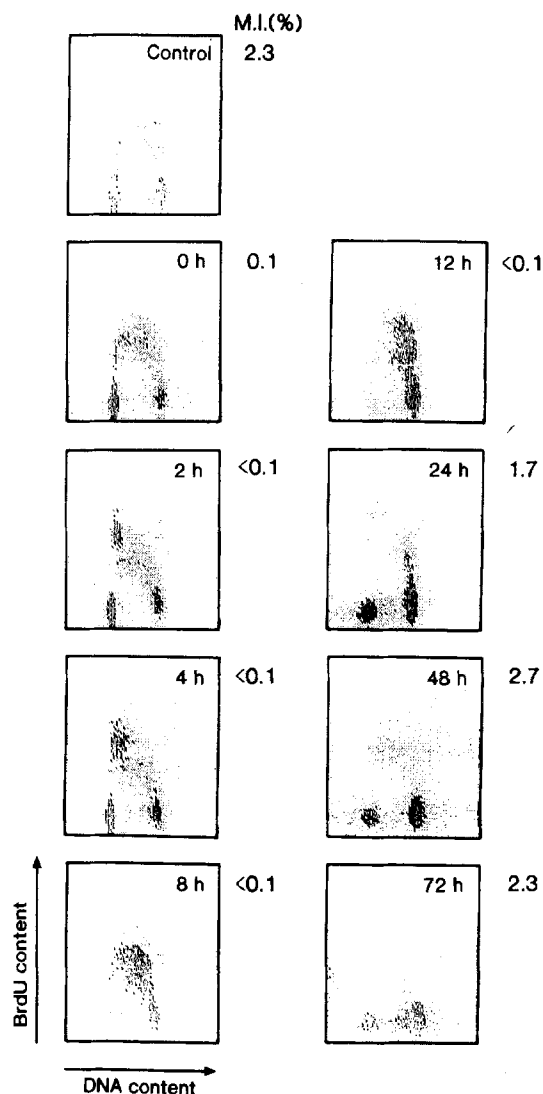 M.I.(%)
Control 2.3
0 h 0.1
12 h <0.1
2 h <0.1
24 h 1.7
4 h <0.1
48 h 2.7
8 h <0.1
72 h 2.3
BrdU content
DNA content